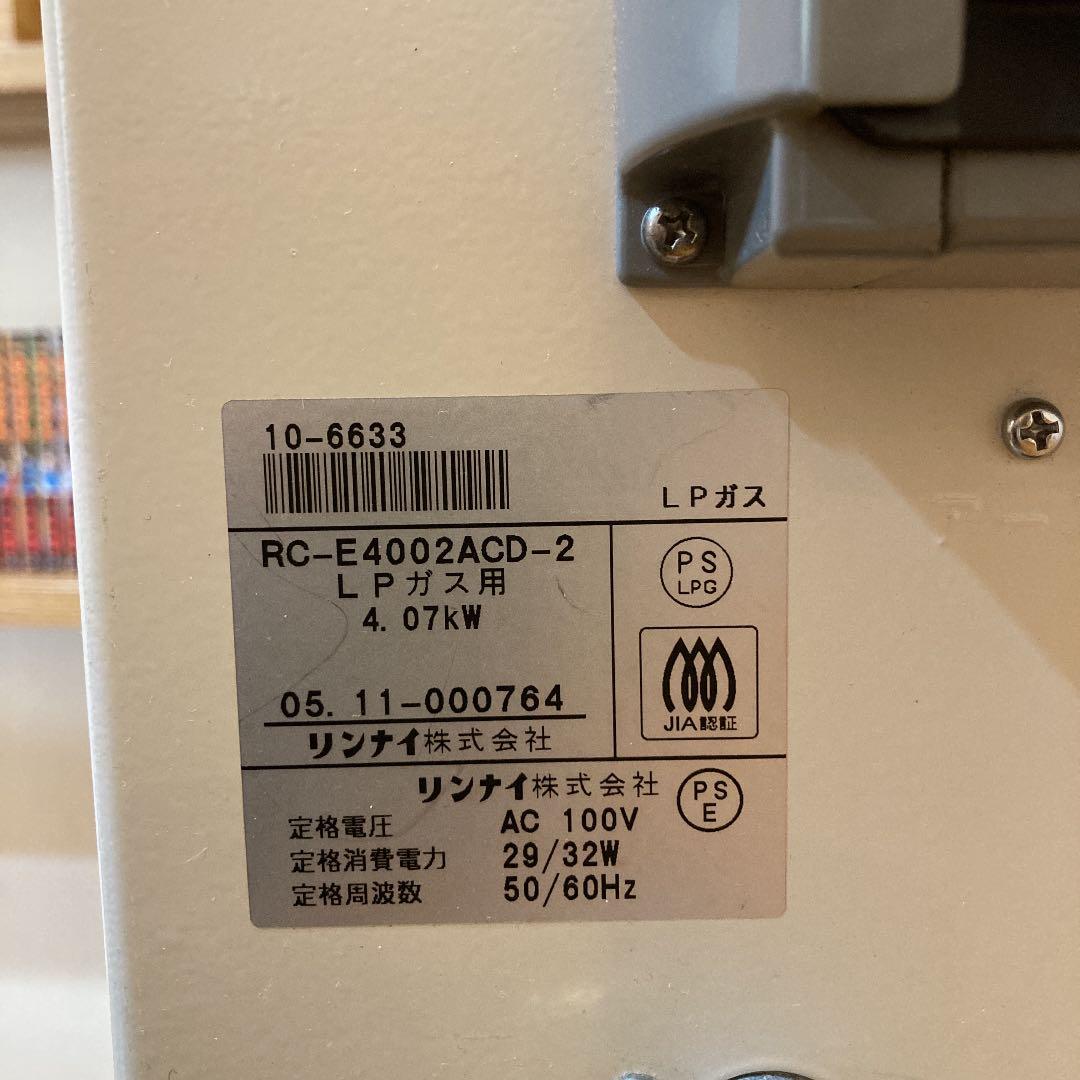 10-6633
LPガス
RC-E4002ACD-2
LPガス用
4.07kW
PS
LPG
JIA認証
05.11-000764
リンナイ株式会社
リンナイ株式会社
PS
E
定格電圧 AC 100V
定格消費電力 29/32W
定格周波数 50/60Hz